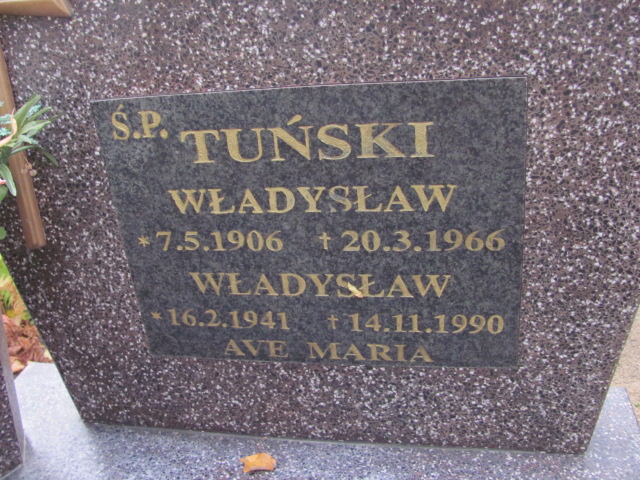 Ś.P. TUŃSKI
WŁADYSŁAW
* 7.5.1906 † 20.3.1966
WŁADYSŁAW
* 16.2.1941 † 14.11.1990
AVE MARIA